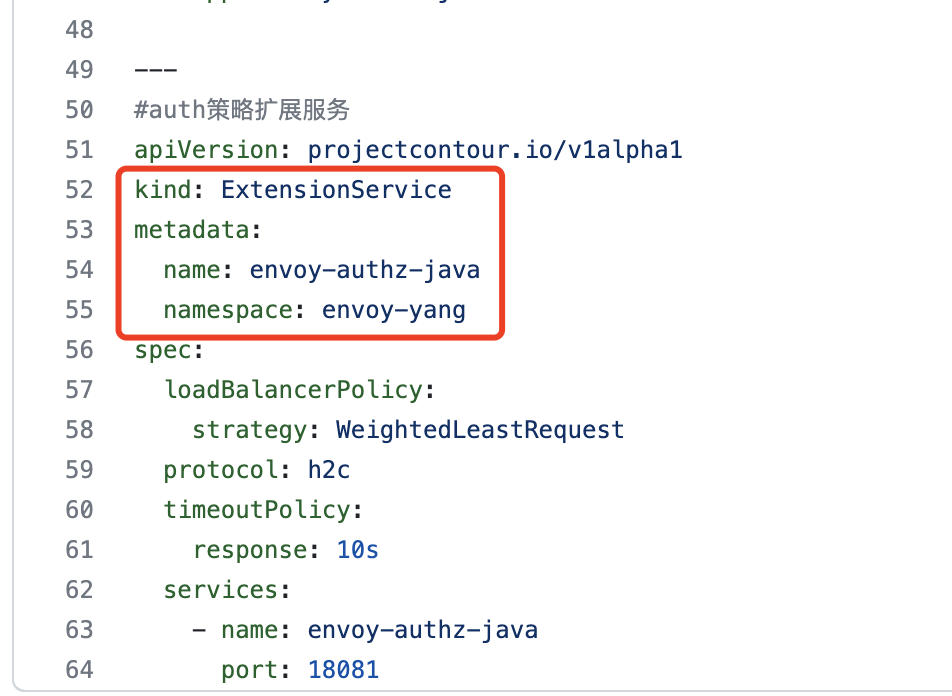 48
49 ---
50 #auth策略扩展服务
51 apiVersion: projectcontour.io/v1alpha1
52 kind: ExtensionService
53 metadata:
54   name: envoy-authz-java
55   namespace: envoy-yang
56 spec:
57   loadBalancerPolicy:
58     strategy: WeightedLeastRequest
59   protocol: h2c
60   timeoutPolicy:
61     response: 10s
62   services:
63     - name: envoy-authz-java
64       port: 18081